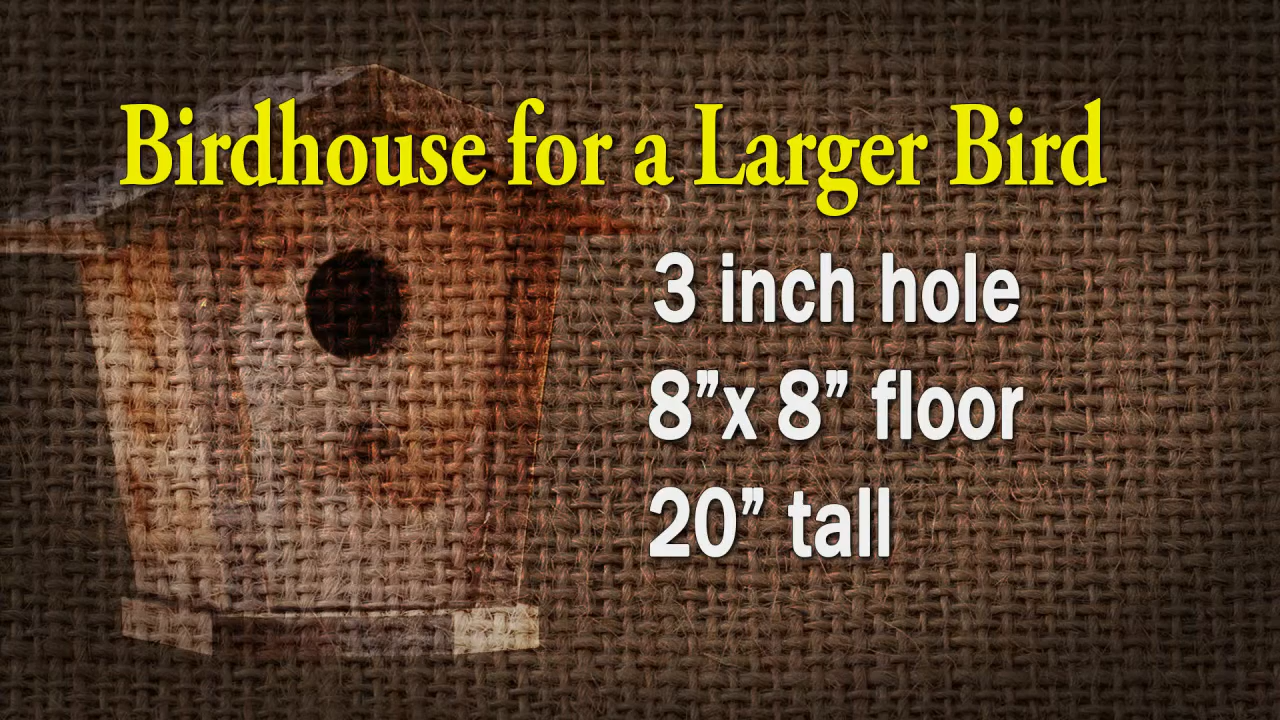 Birdhouse for a Larger Bird
3 inch hole
8”x 8” floor
20” tall